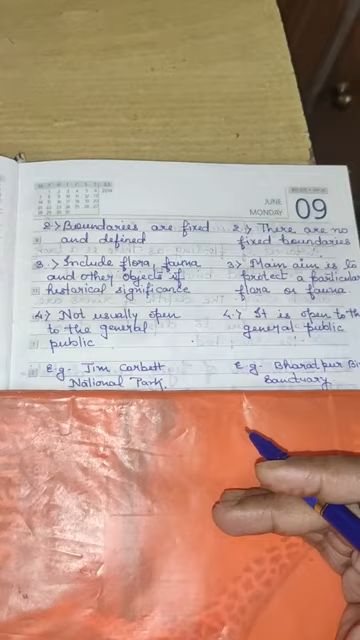 JUNE
MONDAY
09
2.> Boundaries are fixed
and defined
2.> There are no
fixed boundaries
3.> Include flora, fauna
and other objects of
historical significance
3> Main aim is to
protect a particular
flora or fauna.
4.> Not usually open
to the general
public
4.> It is open to th
general public
E.g- Jim Corbett
National Park.
E.g- Bharatpur Bi
Sanctuary.